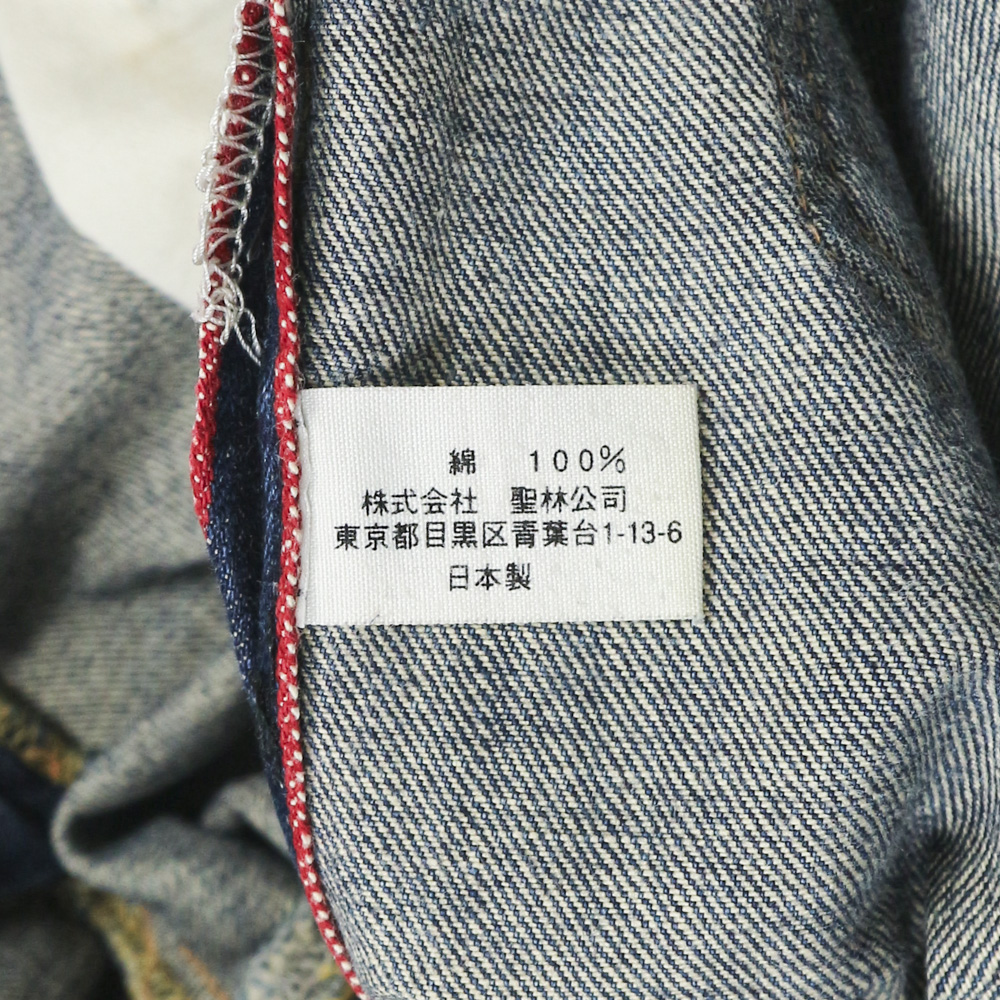 綿　100%
株式会社　聖林公司
東京都目黒区青葉台1-13-6
日本製